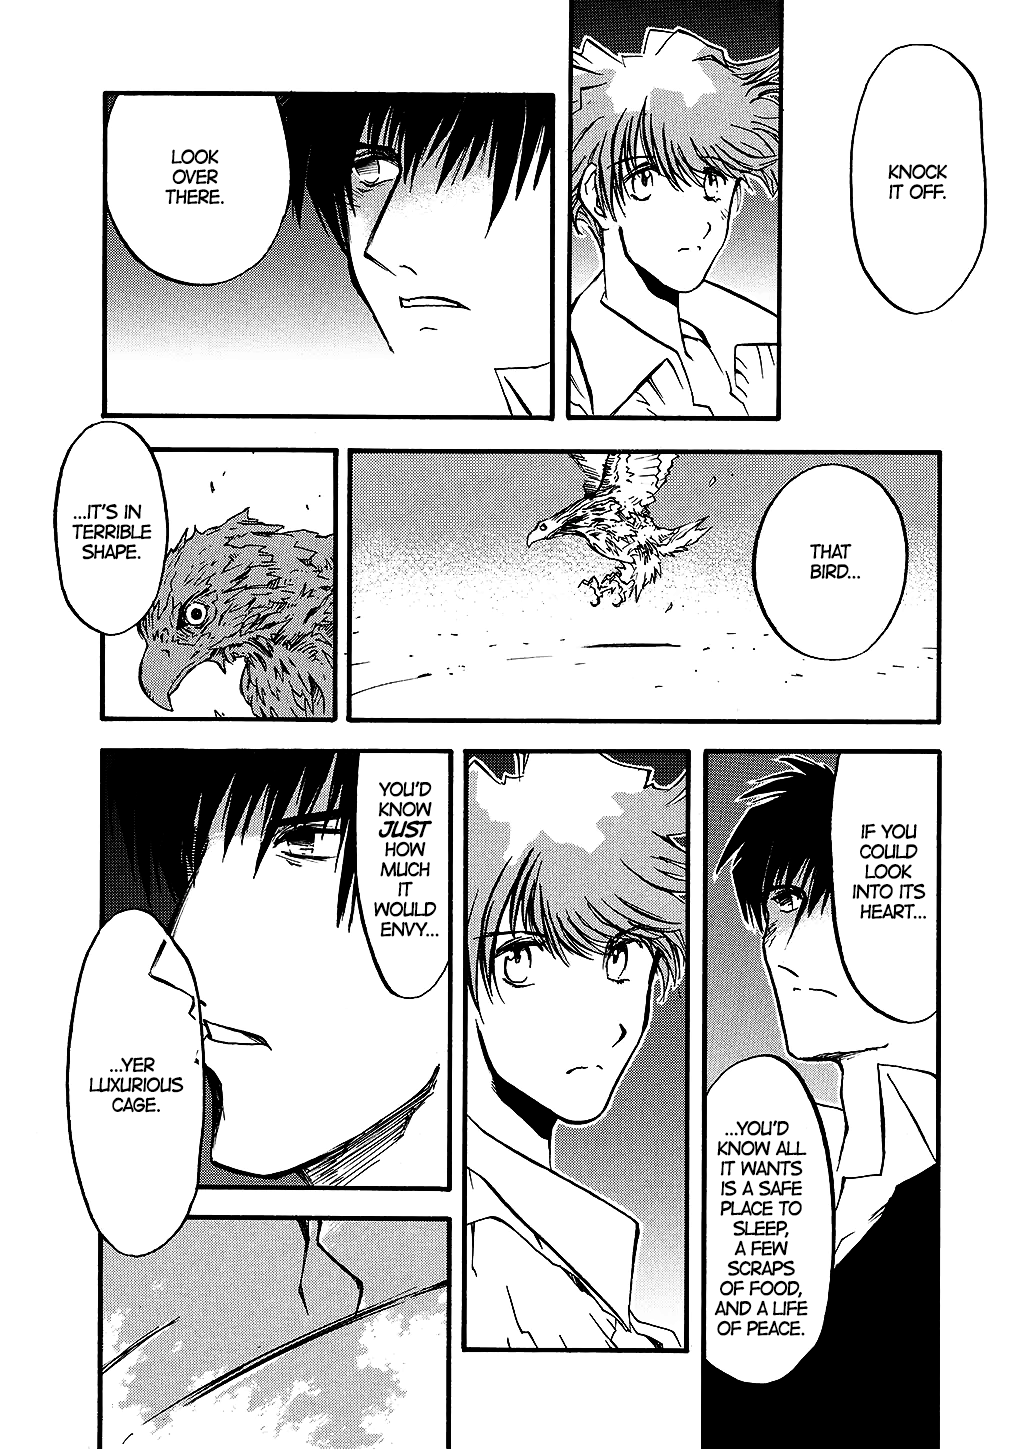 KNOCK
IT OFF.
LOOK
OVER
THERE.
THAT
BIRD...
...IT'S IN
TERRIBLE
SHAPE.
IF YOU
COULD
LOOK
INTO ITS
HEART...
...YOU'D
KNOW ALL
IT WANTS
IS A SAFE
PLACE TO
SLEEP,
A FEW
SCRAPS
OF FOOD,
AND A LIFE
OF PEACE.
YOU'D
KNOW
JUST
HOW
MUCH
IT
WOULD
ENVY...
...YER
LUXURIOUS
CAGE.